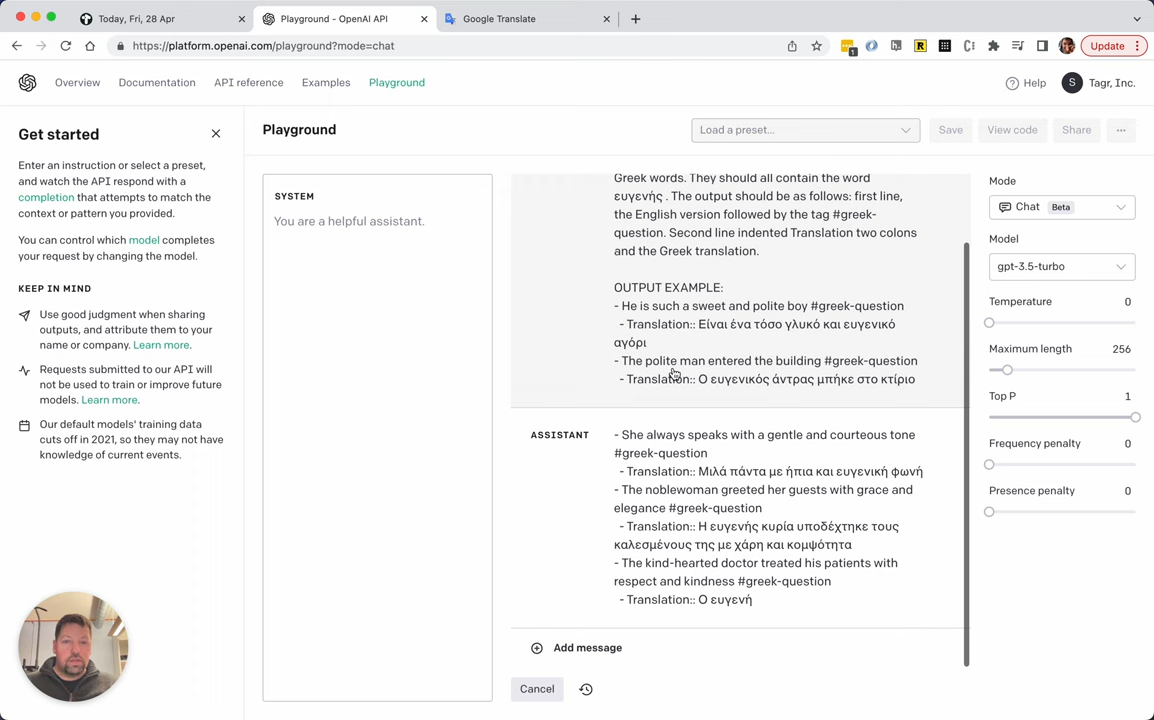 Today, Fri, 28 Apr
Playground - OpenAI API
Google Translate
https://platform.openai.com/playground?mode=chat
1
R
Update
Overview
Documentation
API reference
Examples
Playground
Help
S
Tagr, Inc.
Get started
Enter an instruction or select a preset,
and watch the API respond with a
completion that attempts to match the
context or pattern you provided.
You can control which model completes
your request by changing the model.
KEEP IN MIND
Use good judgment when sharing
outputs, and attribute them to your
name or company. Learn more.
Requests submitted to our API will
not be used to train or improve future
models. Learn more.
Our default models' training data
cuts off in 2021, so they may not have
knowledge of current events.
Playground
Load a preset...
Save
View code
Share
SYSTEM
You are a helpful assistant.
Greek words. They should all contain the word
ευγενής . The output should be as follows: first line,
the English version followed by the tag #greek-
question. Second line indented Translation two colons
and the Greek translation.
OUTPUT EXAMPLE:
- He is such a sweet and polite boy #greek-question
- Translation:: Είναι ένα τόσο γλυκό και ευγενικό
αγόρι
- The polite man entered the building #greek-question
- Translation:: Ο ευγενικός άντρας μπήκε στο κτίριο
ASSISTANT
- She always speaks with a gentle and courteous tone
#greek-question
- Translation:: Μιλά πάντα με ήπια και ευγενική φωνή
- The noblewoman greeted her guests with grace and
elegance #greek-question
- Translation:: Η ευγενής κυρία υποδέχτηκε τους
καλεσμένους της με χάρη και κομψότητα
- The kind-hearted doctor treated his patients with
respect and kindness #greek-question
- Translation:: Ο ευγενή
Add message
Cancel
Mode
Chat
Beta
Model
gpt-3.5-turbo
Temperature
0
Maximum length
256
Top P
1
Frequency penalty
0
Presence penalty
0